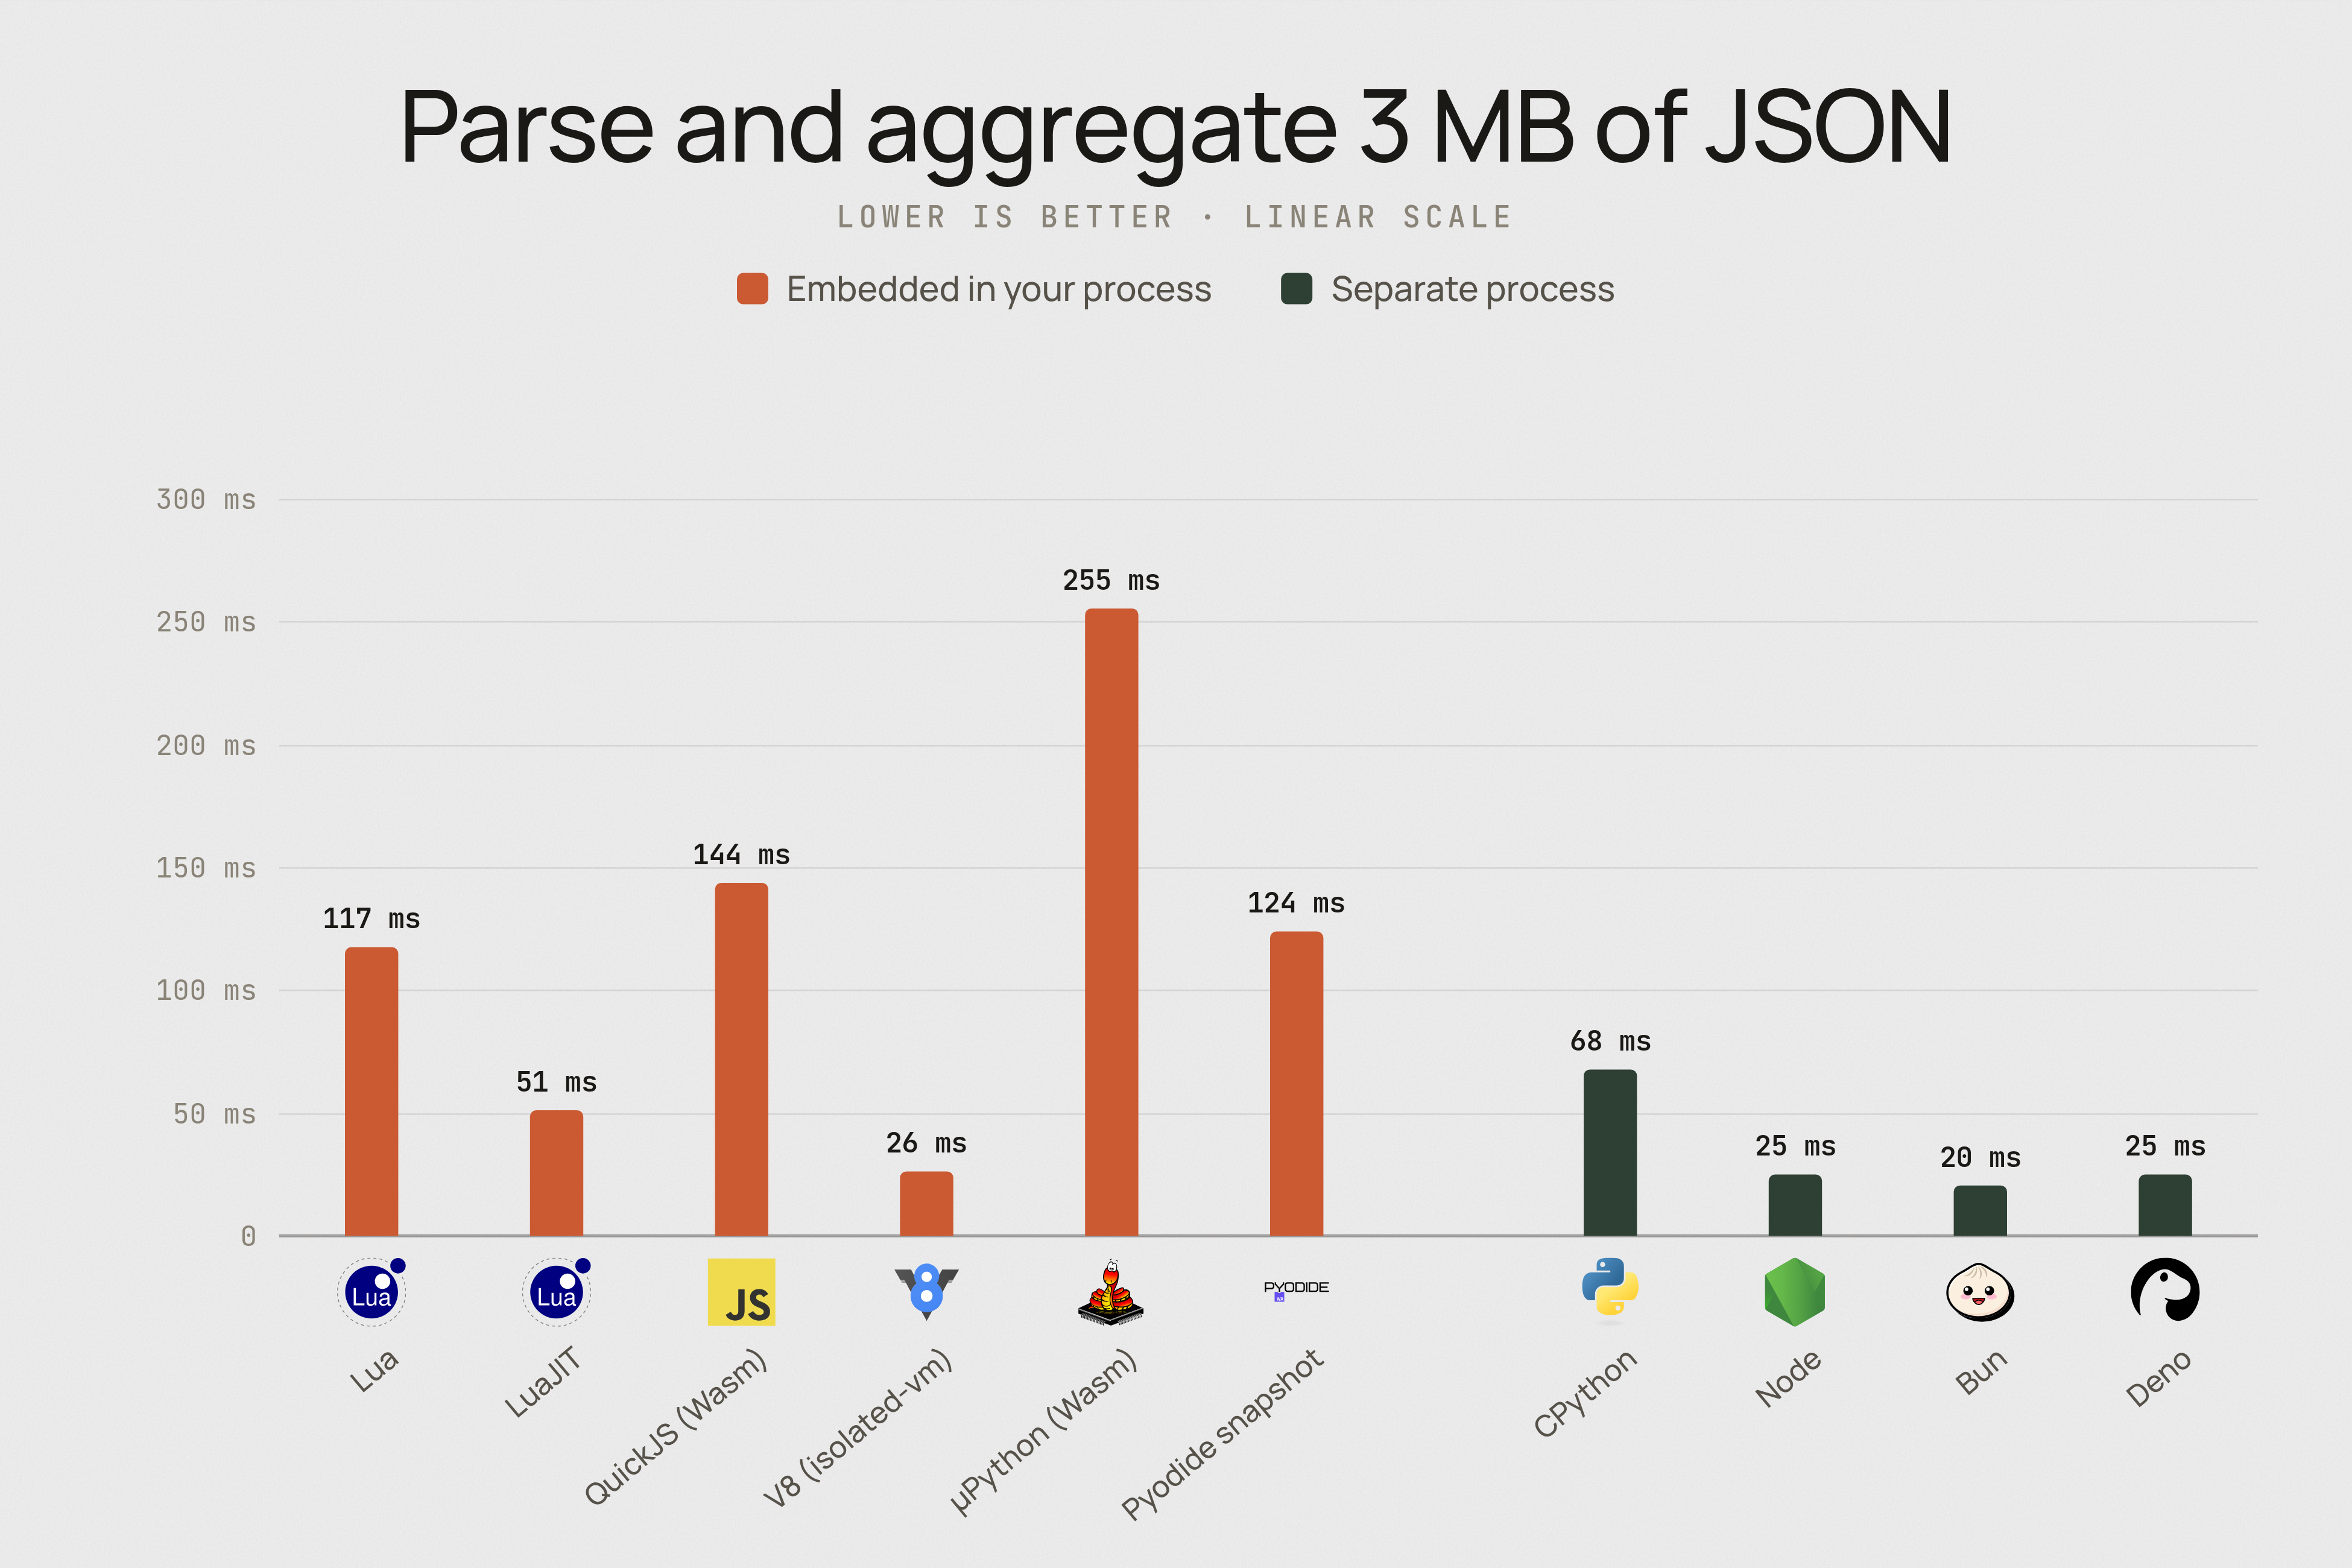 Parse and aggregate 3 MB of JSON
LOWER IS BETTER · LINEAR SCALE
Embedded in your process
Separate process
300 ms
250 ms
200 ms
150 ms
100 ms
50 ms
0
117 ms
51 ms
144 ms
26 ms
255 ms
124 ms
68 ms
25 ms
20 ms
25 ms
Lua
Lua
JS
8
PYODIDE
Lua
LuaJIT
QuickJS (Wasm)
V8 (isolated-vm)
µPython (Wasm)
Pyodide snapshot
CPython
Node
Bun
Deno